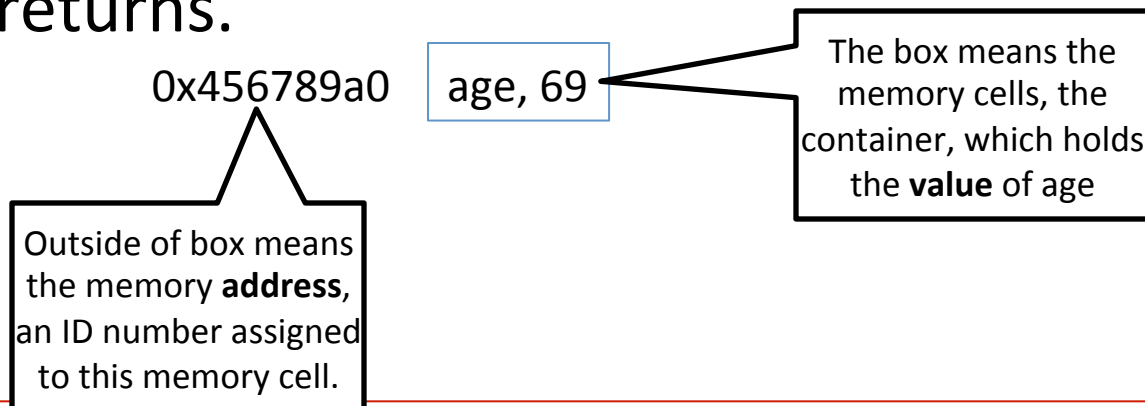 returns.
0x456789a0
age, 69
The box means the
memory cells, the
container, which holds
the value of age
Outside of box means
the memory address,
an ID number assigned
to this memory cell.